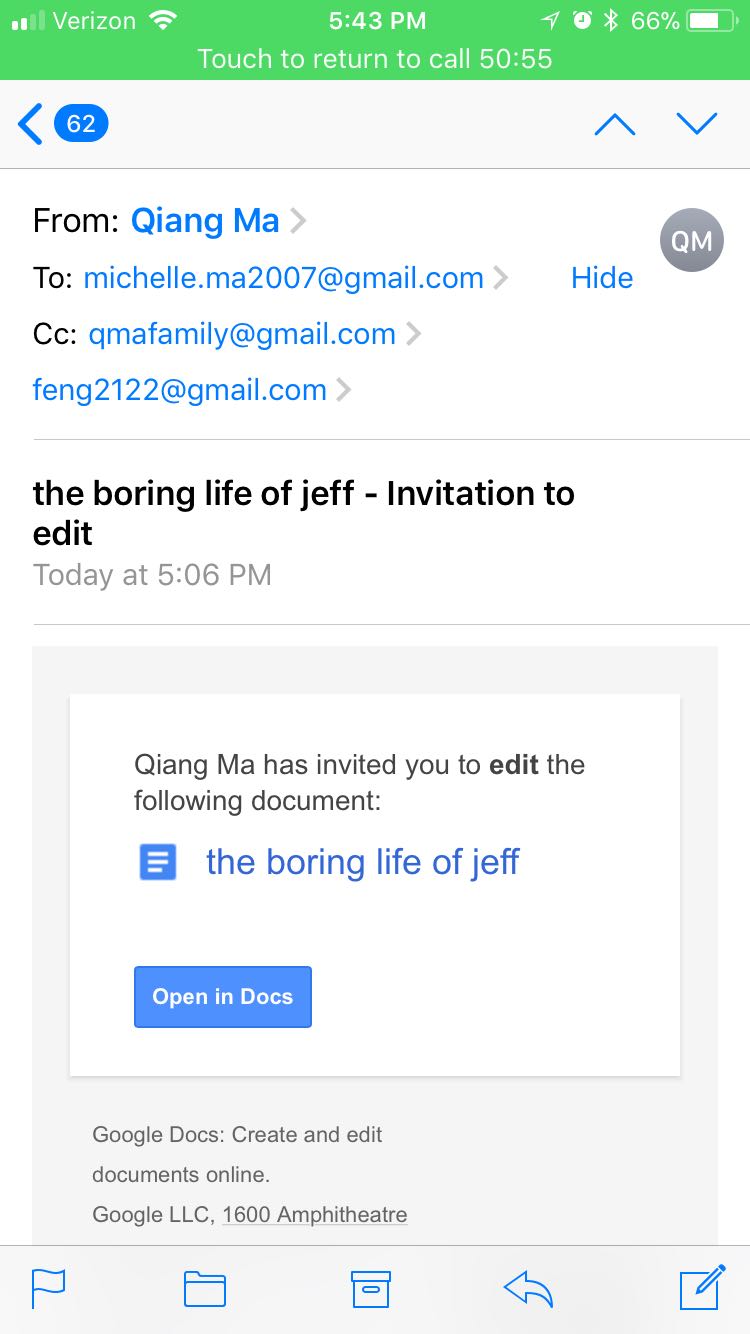 Verizon 5:43 PM 66%
Touch to return to call 50:55
62
From: Qiang Ma
QM
To: michelle.ma2007@gmail.com Hide
Cc: qmafamily@gmail.com
feng2122@gmail.com
the boring life of jeff - Invitation to
edit
Today at 5:06 PM
Qiang Ma has invited you to edit the
following document:
the boring life of jeff
Open in Docs
Google Docs: Create and edit
documents online.
Google LLC, 1600 Amphitheatre